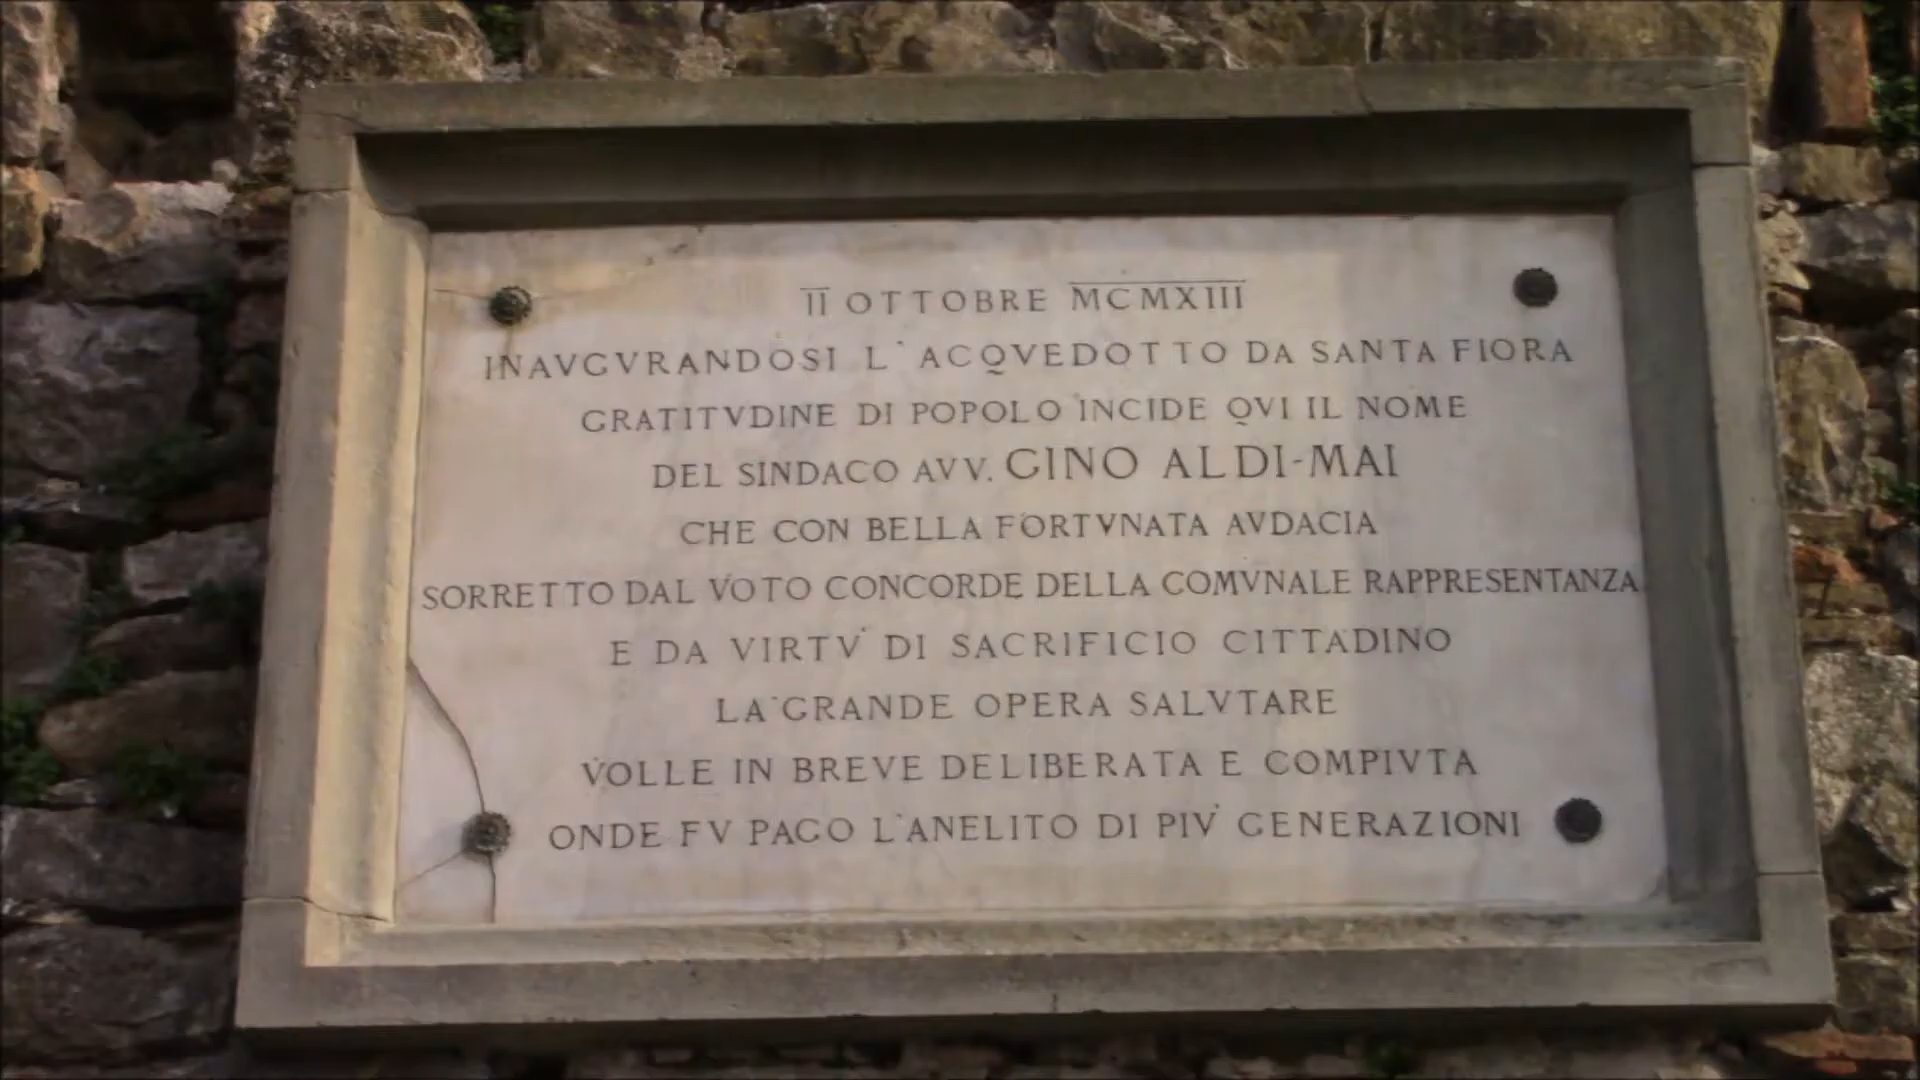 II OTTOBRE MCMXIII
INAVGVRANDOSI L'ACQVEDOTTO DA SANTA FIORA
GRATITVDINE DI POPOLO INCIDE QVI IL NOME
DEL SINDACO AVV. GINO ALDI-MAI
CHE CON BELLA FORTVNATA AVDACIA
SORRETTO DAL VOTO CONCORDE DELLA COMVNALE RAPPRESENTANZA
E DA VIRTV' DI SACRIFICIO CITTADINO
LA GRANDE OPERA SALVTARE
VOLLE IN BREVE DELIBERATA E COMPIVTA
ONDE FV PAGO L'ANELITO DI PIV' GENERAZIONI